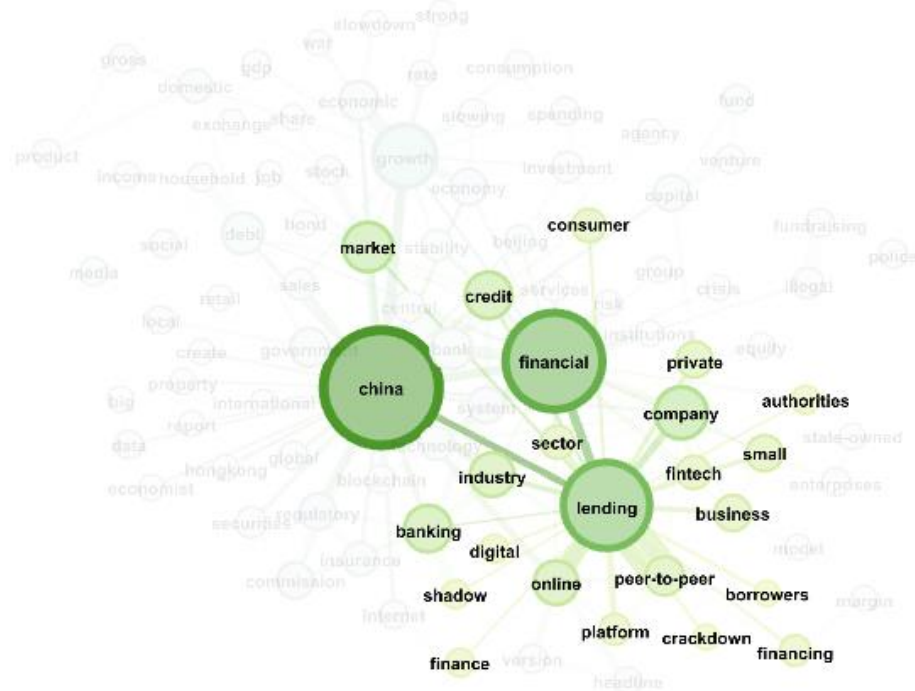 strong
slowdown
war
gross
gdp
rate
consumption
domestic
economic
fund
exchange
share
slowing
spending
agency
product
growth
venture
income
household
job
stock
investment
economy
capital
consumer
bond
fundraising
debt
social
market
stability
beijing
police
media
group
retail
sales
credit
services
crisis
illegal
risk
local
central
institutions
create
government
bank
equity
financial
private
property
china
big
international
authorities
report
system
company
data
technology
sector
state-owned
global
small
hongkong
industry
fintech
economist
blockchain
enterprises
lending
securities
regulatory
business
banking
digital
model
insurance
commission
online
peer-to-peer
shadow
borrowers
margin
internet
platform
crackdown
version
finance
financing
headline